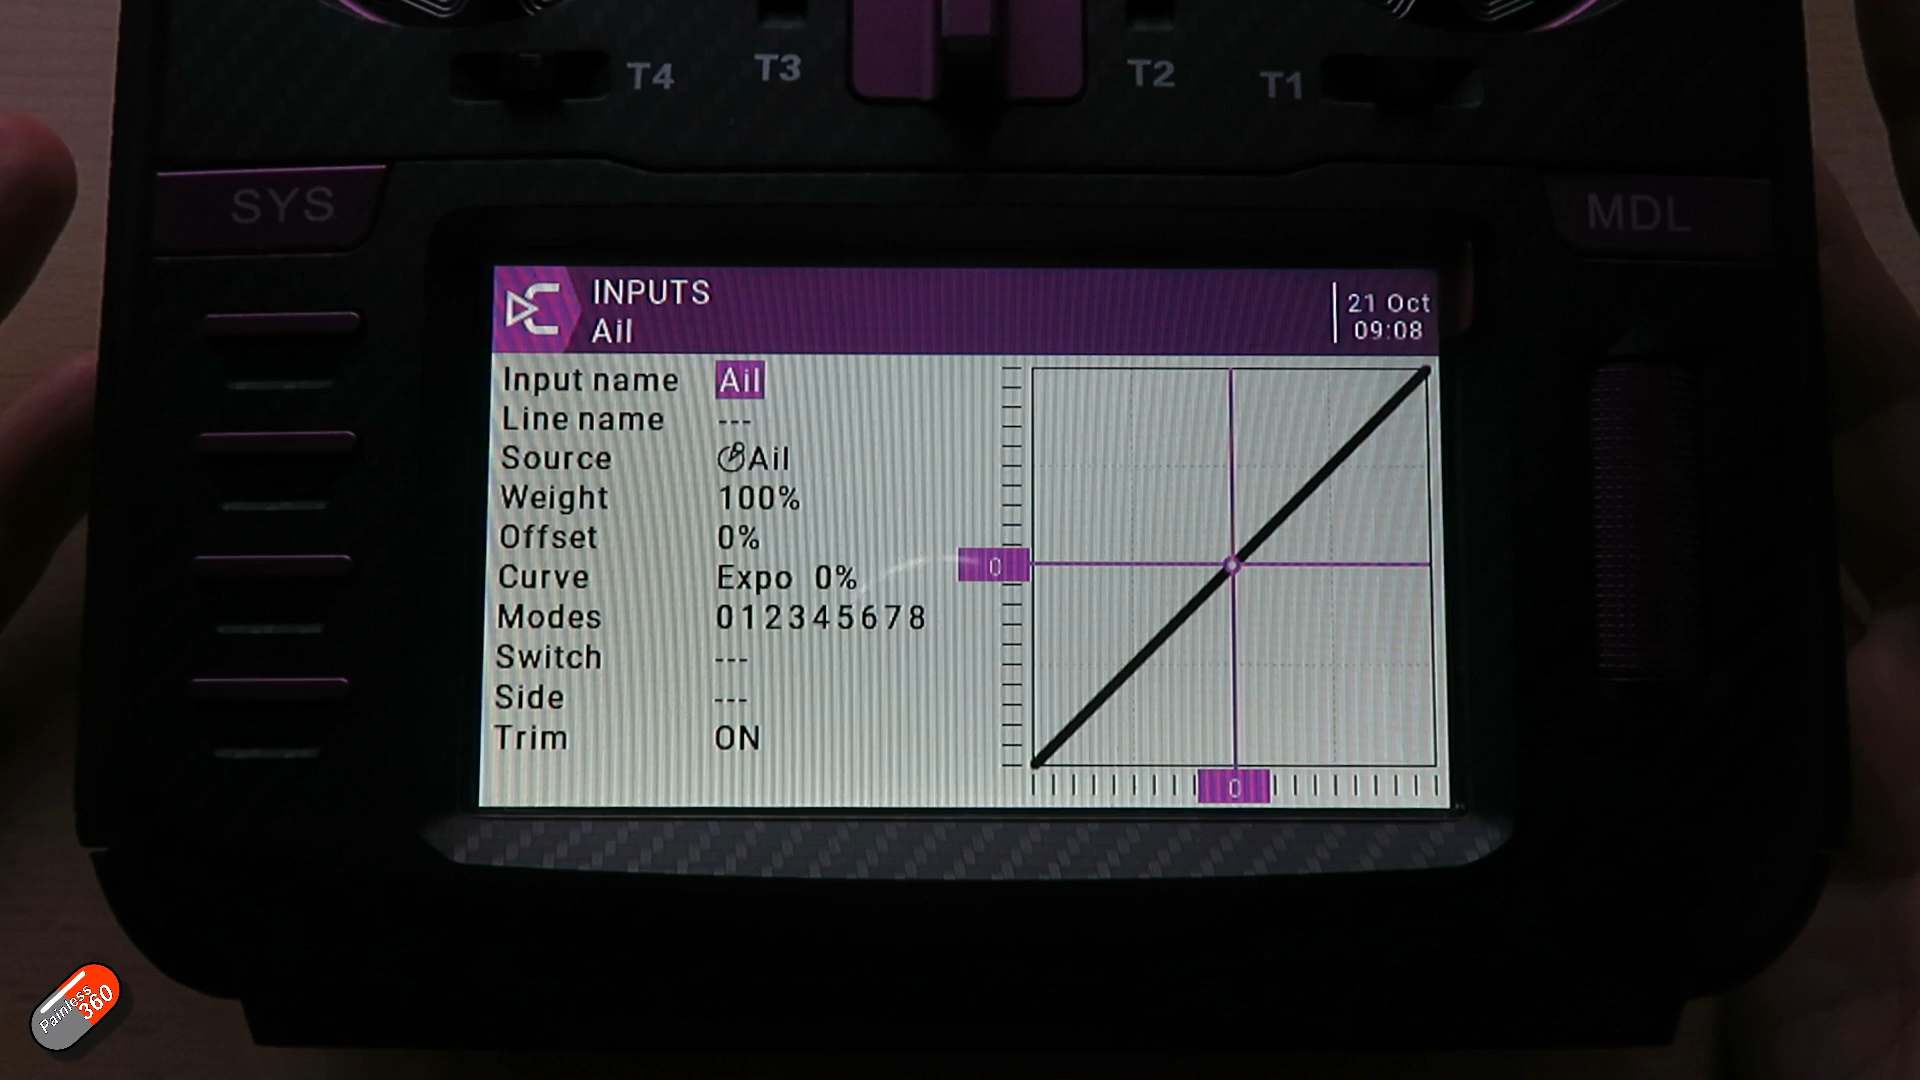 T4 T3 T2 T1
SYS MDL
INPUTS
Ail
21 Oct
09:08
Input name Ail
Line name ---
Source Ail
Weight 100%
Offset 0%
Curve Expo 0%
Modes 012345678
Switch ---
Side ---
Trim ON
0
0
Painless
360